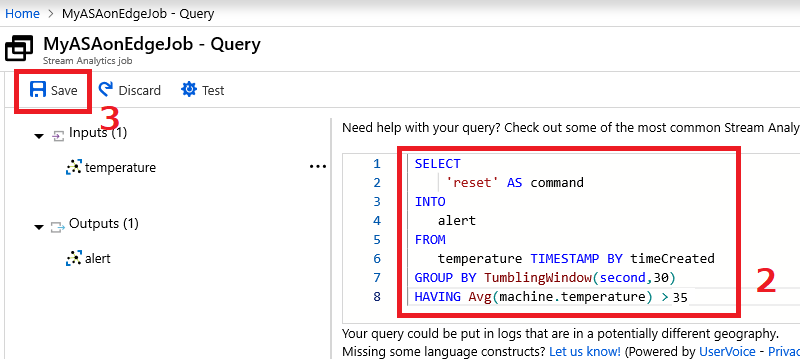 Home > MyASAonEdgeJob - Query
MyASAonEdgeJob - Query
Stream Analytics job
Save Discard Test
3
Inputs (1)
temperature ...
Outputs (1)
alert
Need help with your query? Check out some of the most common Stream Analy
1 SELECT
2 'reset' AS command
3 INTO
4 alert
5 FROM
6 temperature TIMESTAMP BY timeCreated
7 GROUP BY TumblingWindow(second,30)
8 HAVING Avg(machine.temperature) > 35
2
Your query could be put in logs that are in a potentially different geography.
Missing some language constructs? Let us know! (Powered by UserVoice - Privac